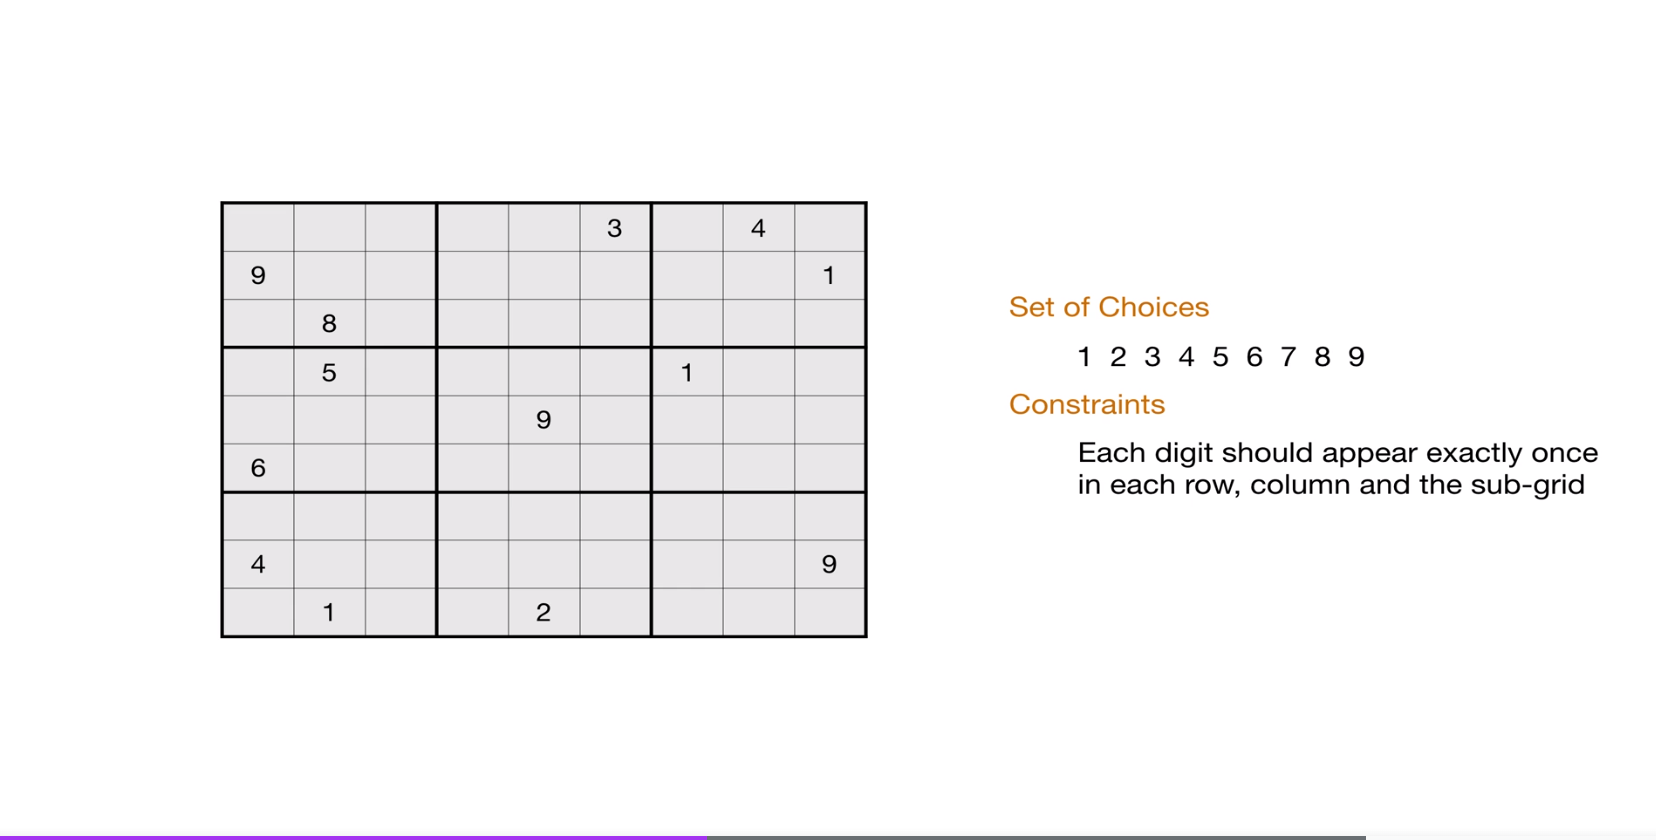 3 4
9 1
8
5 1
9
6
4 9
1 2
Set of Choices
1 2 3 4 5 6 7 8 9
Constraints
Each digit should appear exactly once
in each row, column and the sub-grid